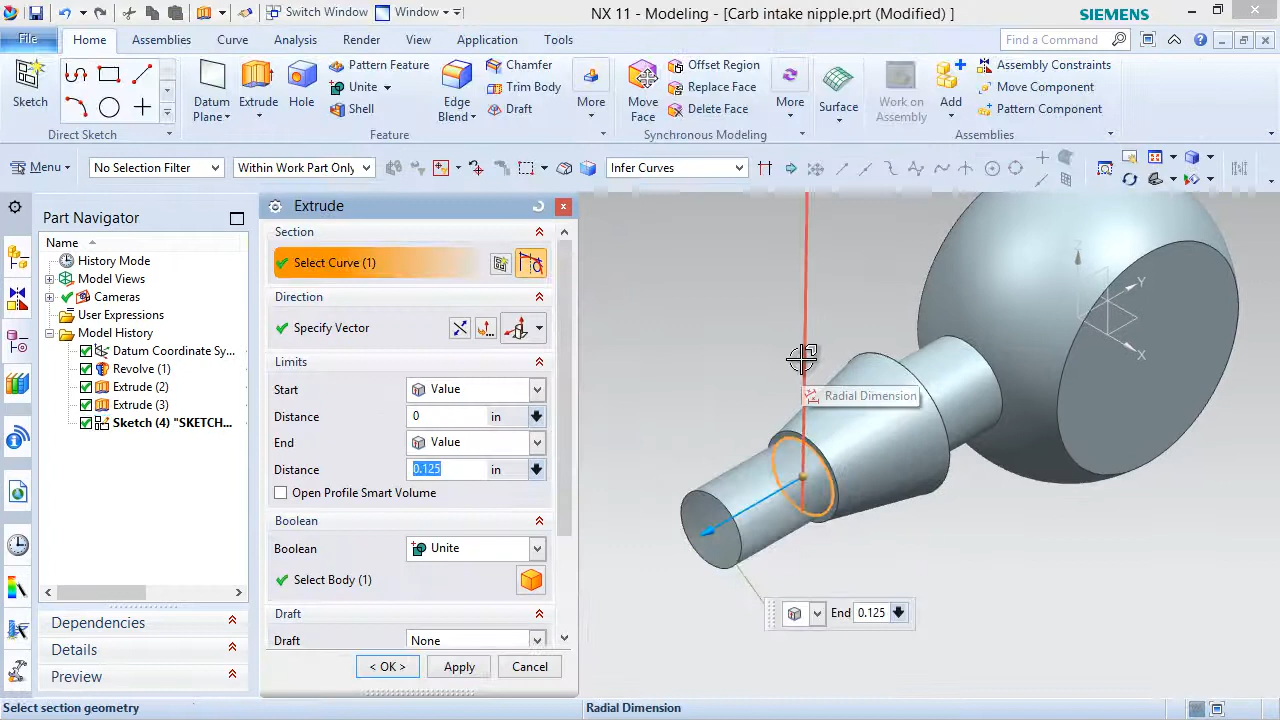 Switch Window
Window
NX 11 - Modeling - [Carb intake nipple.prt (Modified) ]
SIEMENS
File
Home
Assemblies
Curve
Analysis
Render
View
Application
Tools
Find a Command
Sketch
Direct Sketch
Datum
Plane
Extrude
Hole
Pattern Feature
Unite
Shell
Edge
Blend
Chamfer
Trim Body
Draft
More
Feature
Move
Face
Offset Region
Replace Face
Delete Face
More
Synchronous Modeling
Surface
Work on
Assembly
Add
Assembly Constraints
Move Component
Pattern Component
Assemblies
Menu
No Selection Filter
Within Work Part Only
Infer Curves
Part Navigator
Name
History Mode
Model Views
Cameras
User Expressions
Model History
Datum Coordinate Sy...
Revolve (1)
Extrude (2)
Extrude (3)
Sketch (4) "SKETCH...
Dependencies
Details
Preview
Extrude
Section
Select Curve (1)
Direction
Specify Vector
Limits
Start
Value
Distance
0
in
End
Value
Distance
0.125
in
Open Profile Smart Volume
Boolean
Boolean
Unite
Select Body (1)
Draft
Draft
None
< OK >
Apply
Cancel
Z
Y
X
Radial Dimension
End 0.125
Select section geometry
Radial Dimension